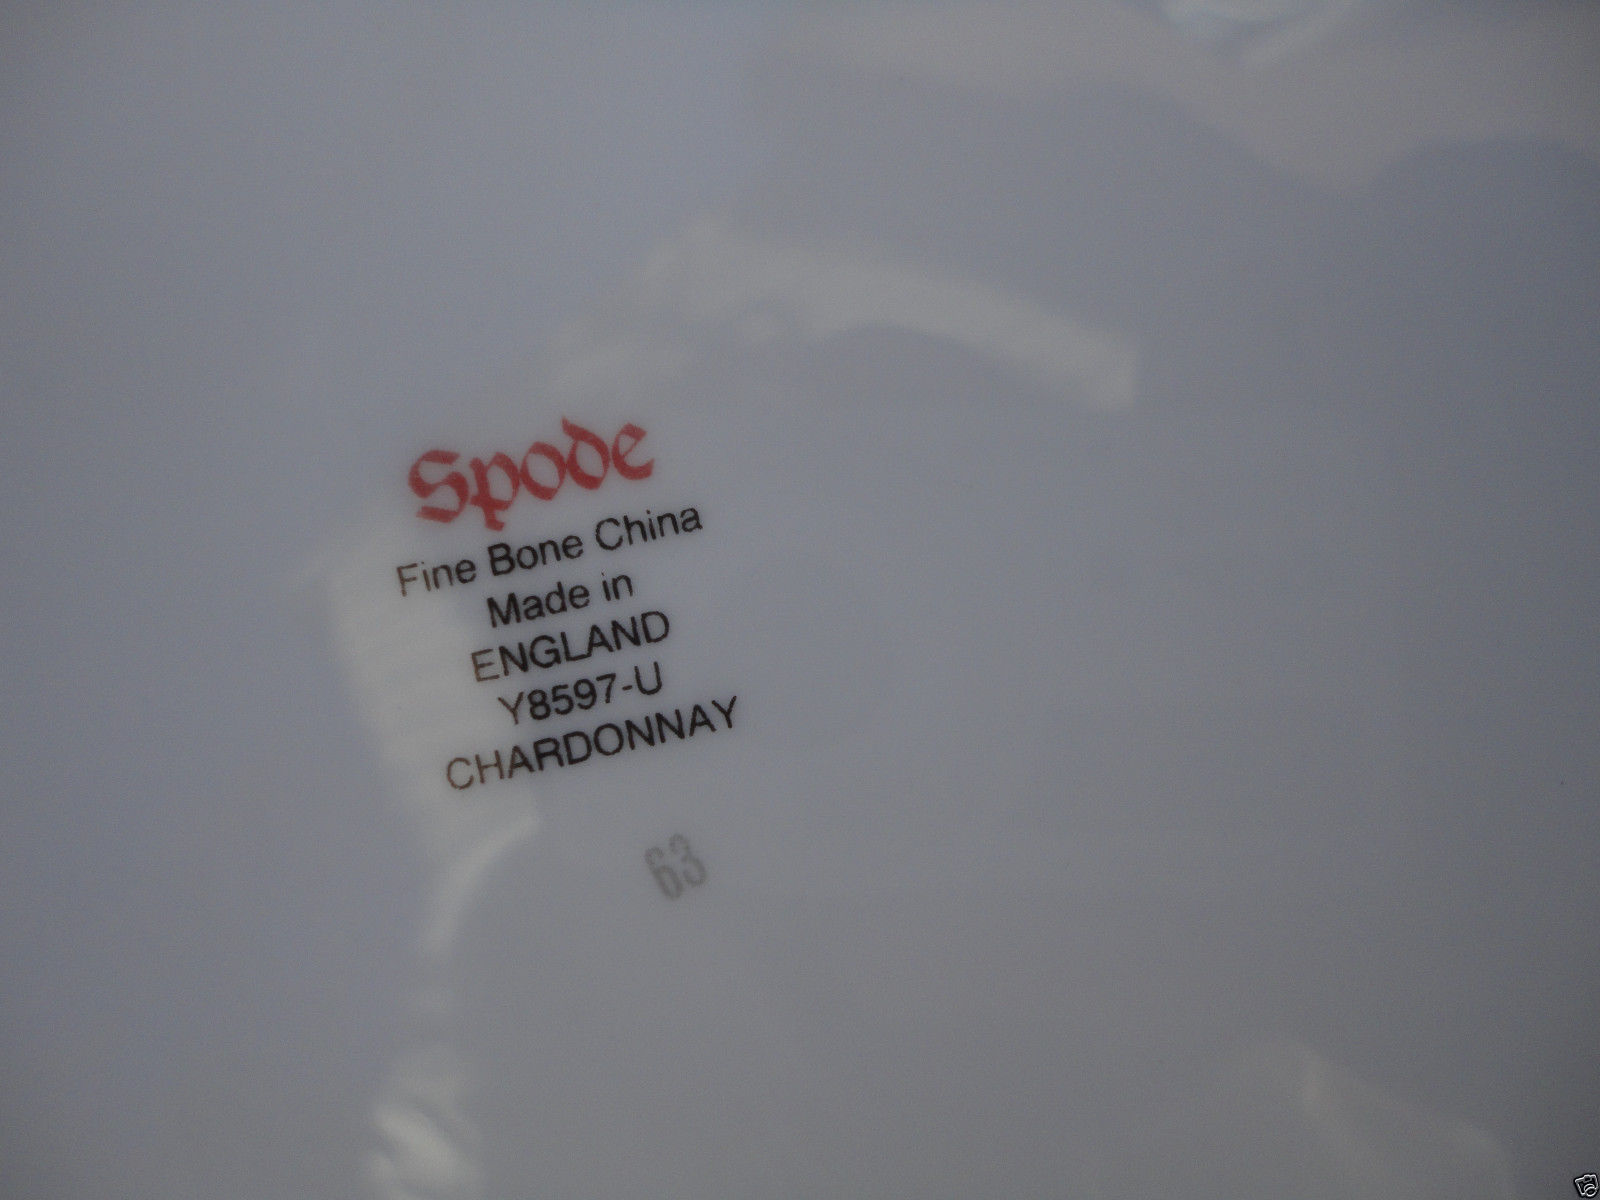 Spode
Fine Bone China
Made in
ENGLAND
Y8597-U
CHARDONNAY
63